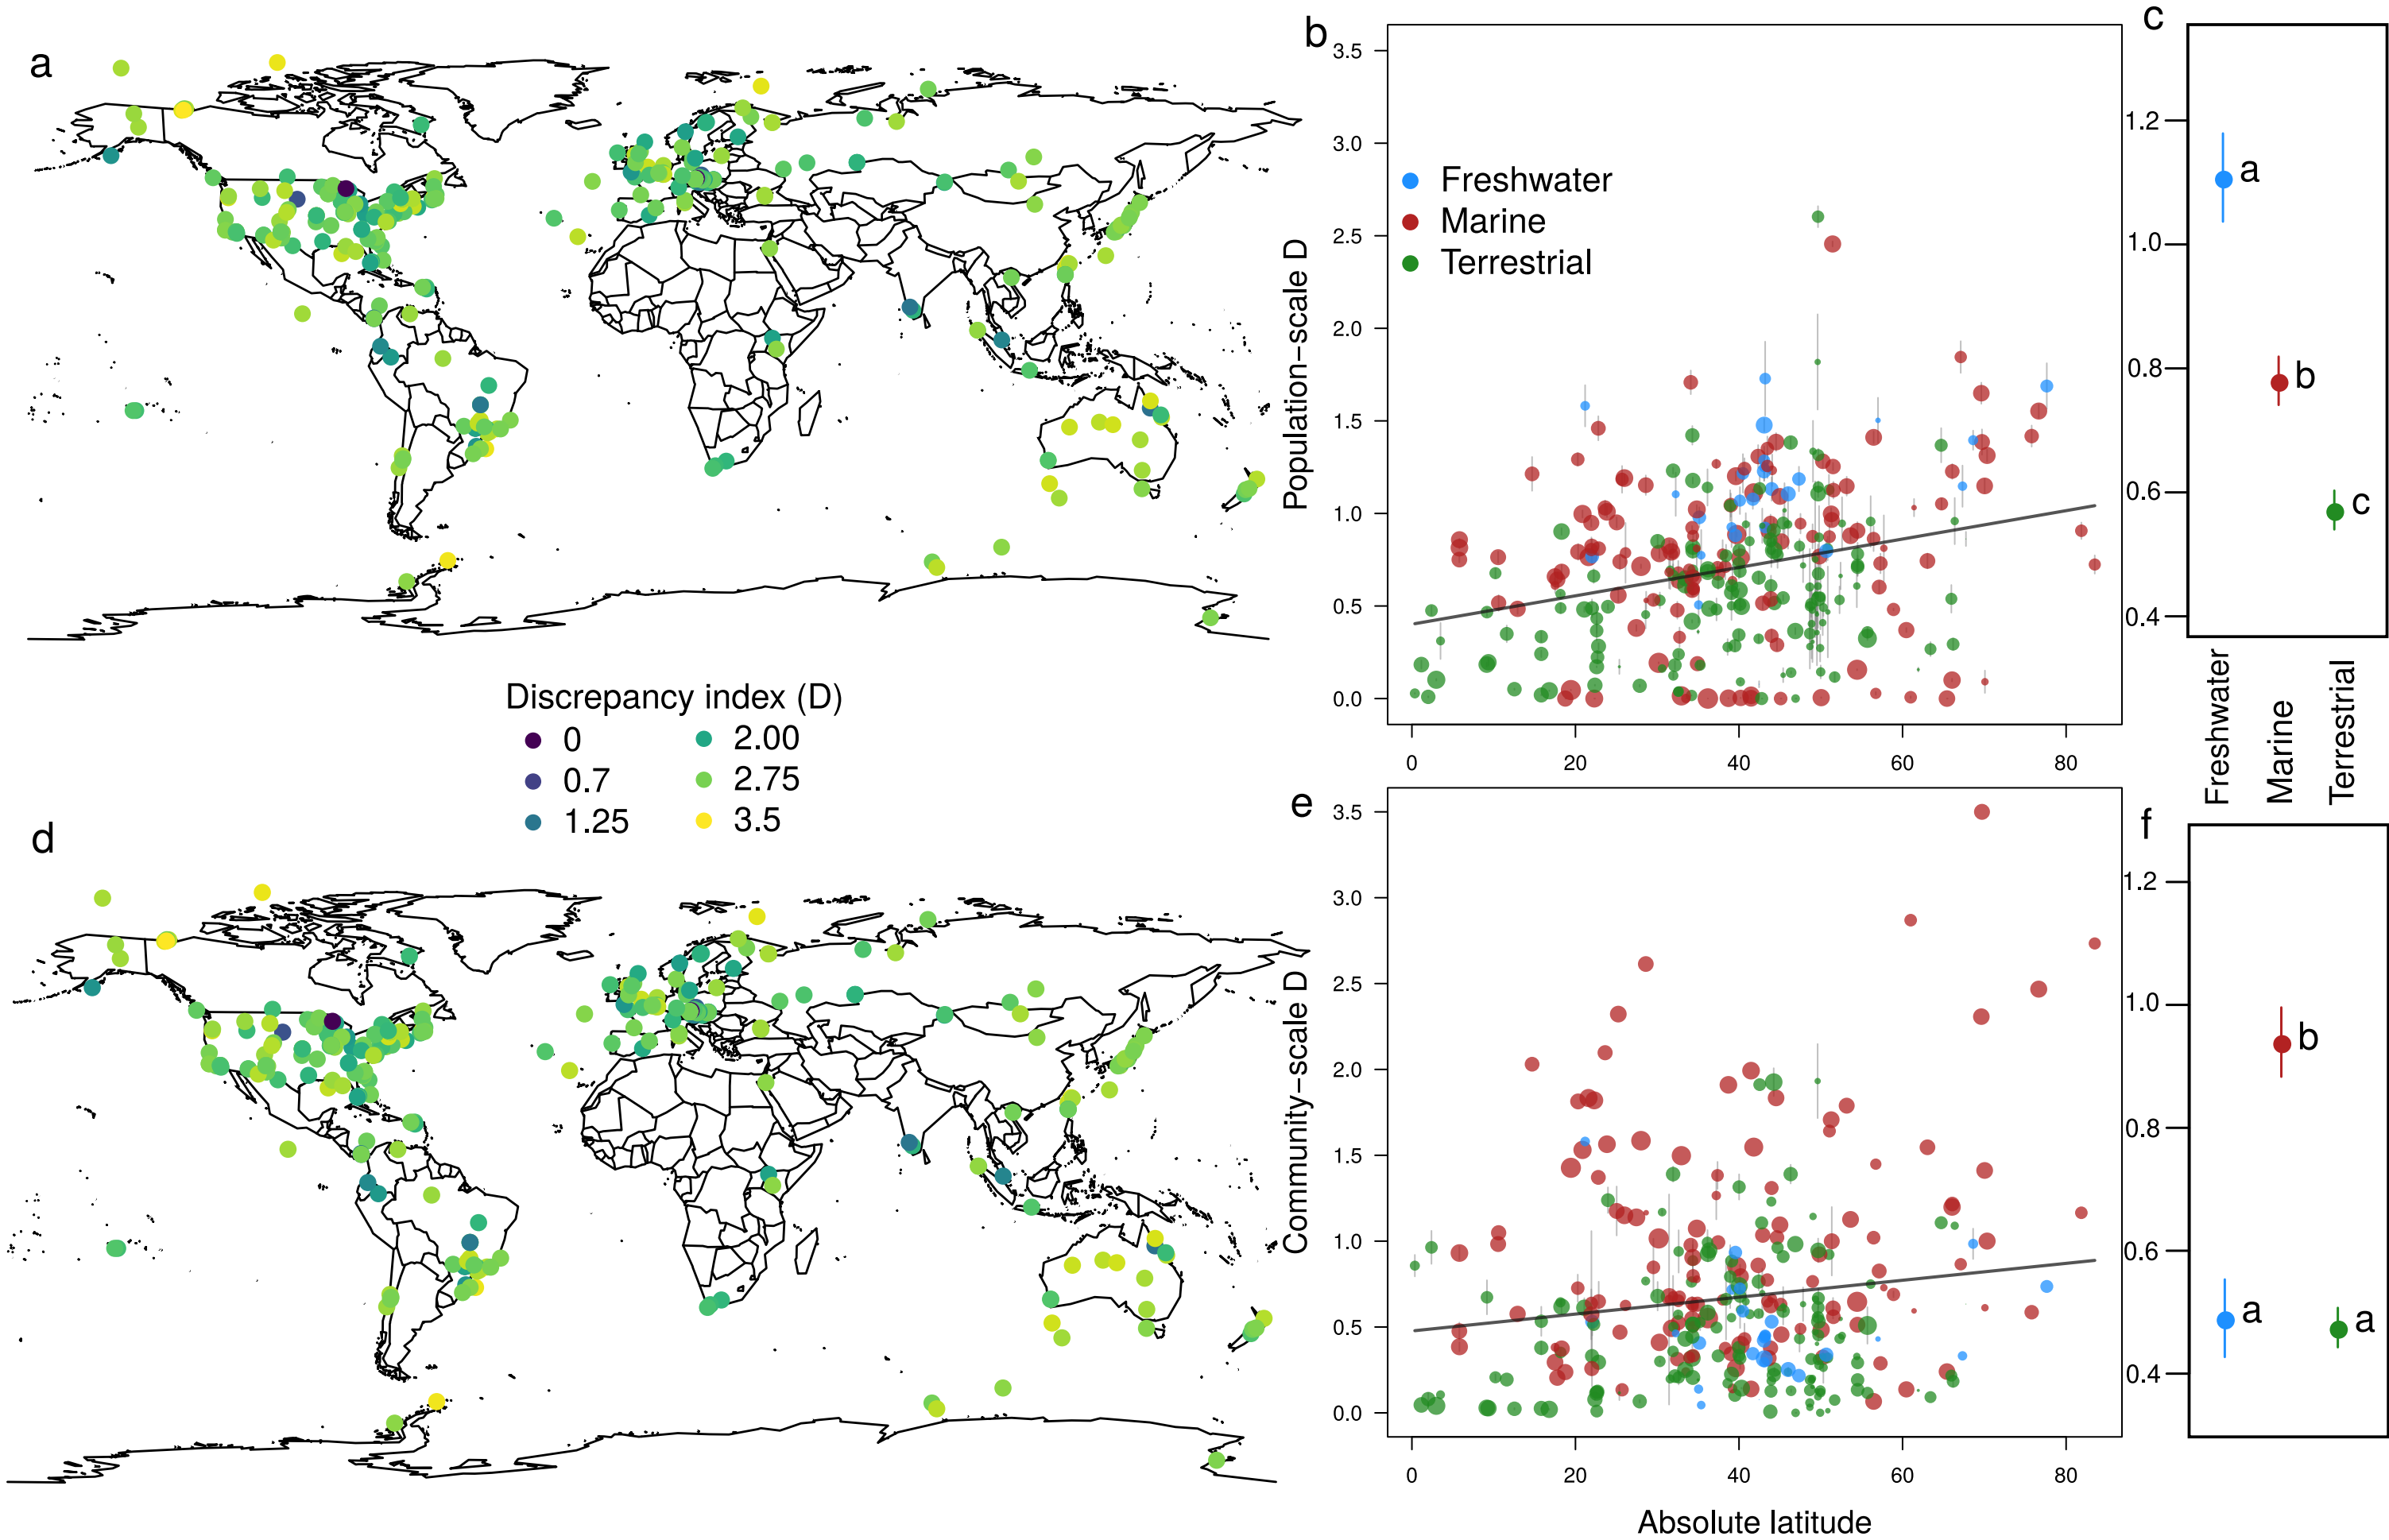 a
Discrepancy index (D)
0
0.7
1.25
2.00
2.75
3.5
b
Population−scale D
3.5
3.0
2.5
2.0
1.5
1.0
0.5
0.0
Freshwater
Marine
Terrestrial
0 20 40 60 80
c
1.2
1.0
0.8
0.6
0.4
a
b
c
Freshwater
Marine
Terrestrial
d
e
Community−scale D
3.5
3.0
2.5
2.0
1.5
1.0
0.5
0.0
0 20 40 60 80
Absolute latitude
f
1.2
1.0
0.8
0.6
0.4
a
b
a